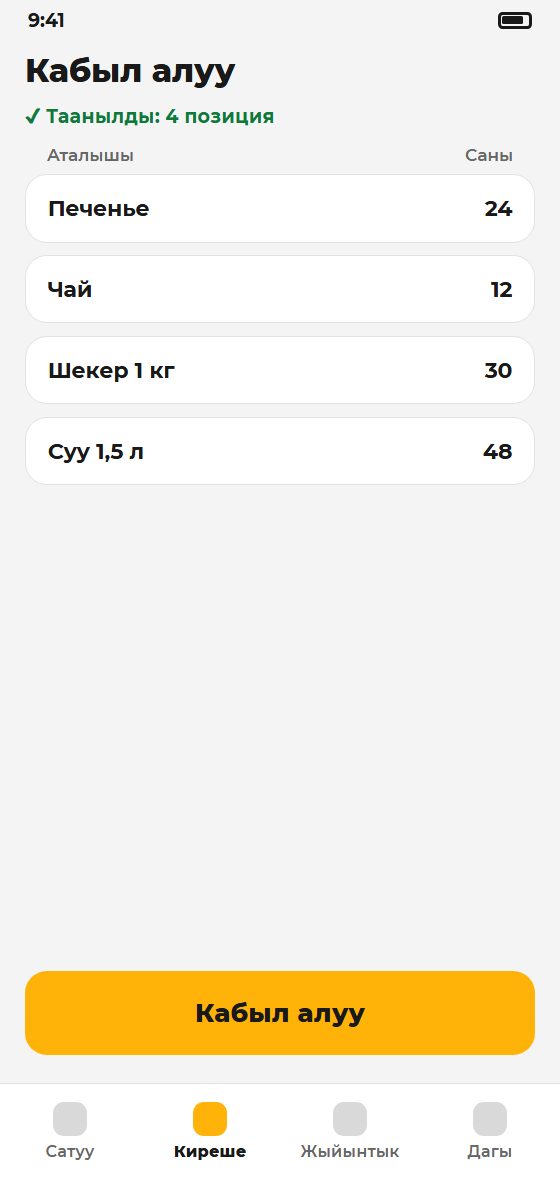 9:41
Кабыл алуу
✓ Таанылды: 4 позиция
Аталышы Саны
Печенье 24
Чай 12
Шекер 1 кг 30
Суу 1,5 л 48
Кабыл алуу
Сатуу Киреше Жыйынтык Дагы